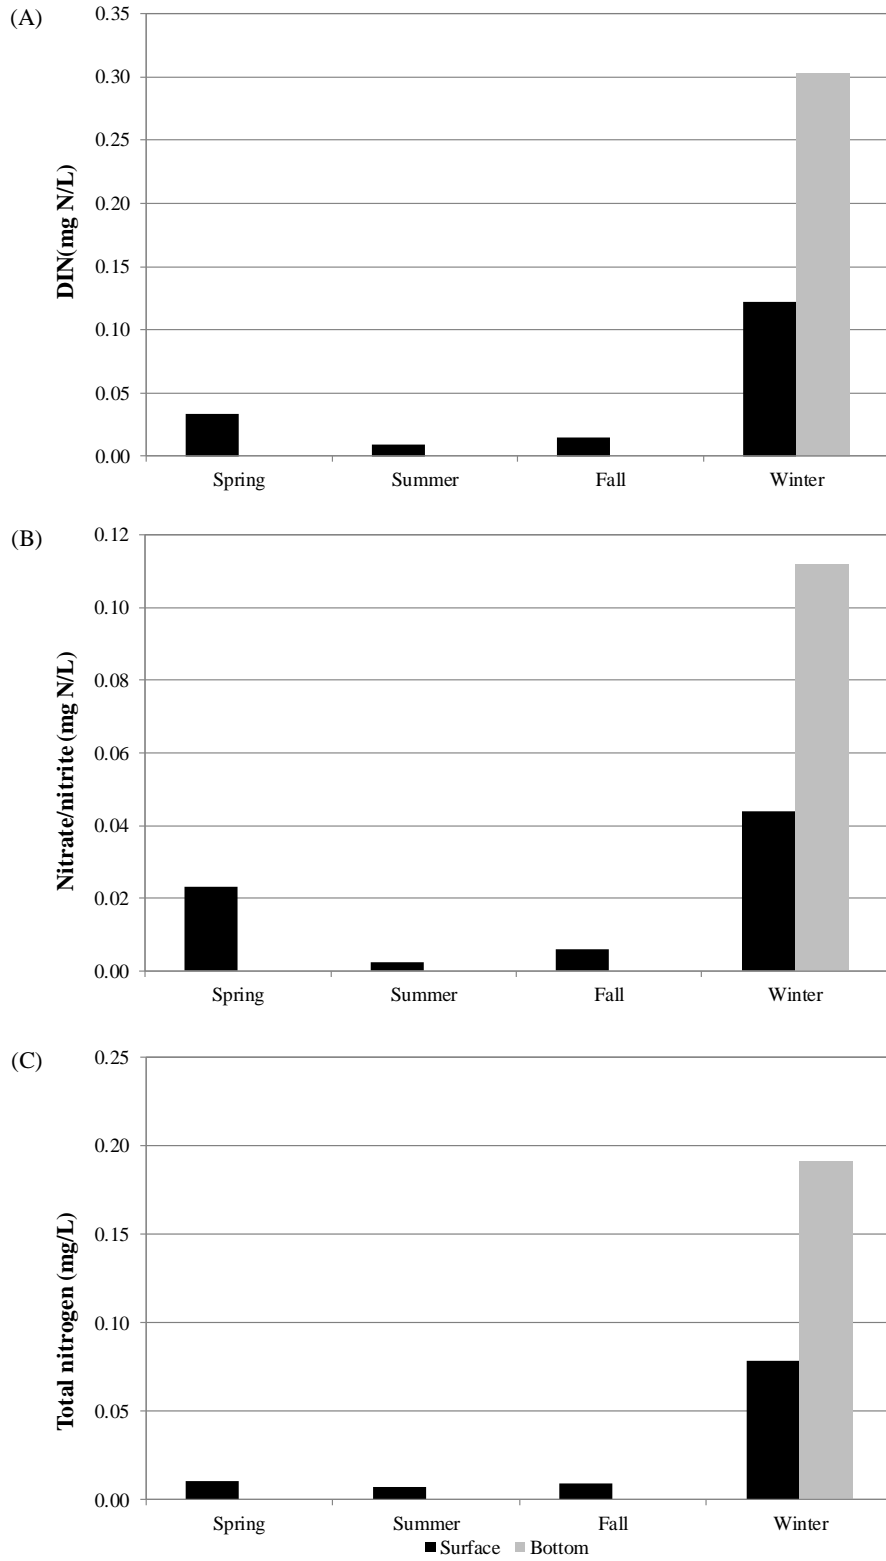 (A)
DIN(mg N/L)
0.35
0.30
0.25
0.20
0.15
0.10
0.05
0.00
Spring Summer Fall Winter
(B)
Nitrate/nitrite (mg N/L)
0.12
0.10
0.08
0.06
0.04
0.02
0.00
Spring Summer Fall Winter
(C)
Total nitrogen (mg/L)
0.25
0.20
0.15
0.10
0.05
0.00
Spring Summer Fall Winter
Surface Bottom